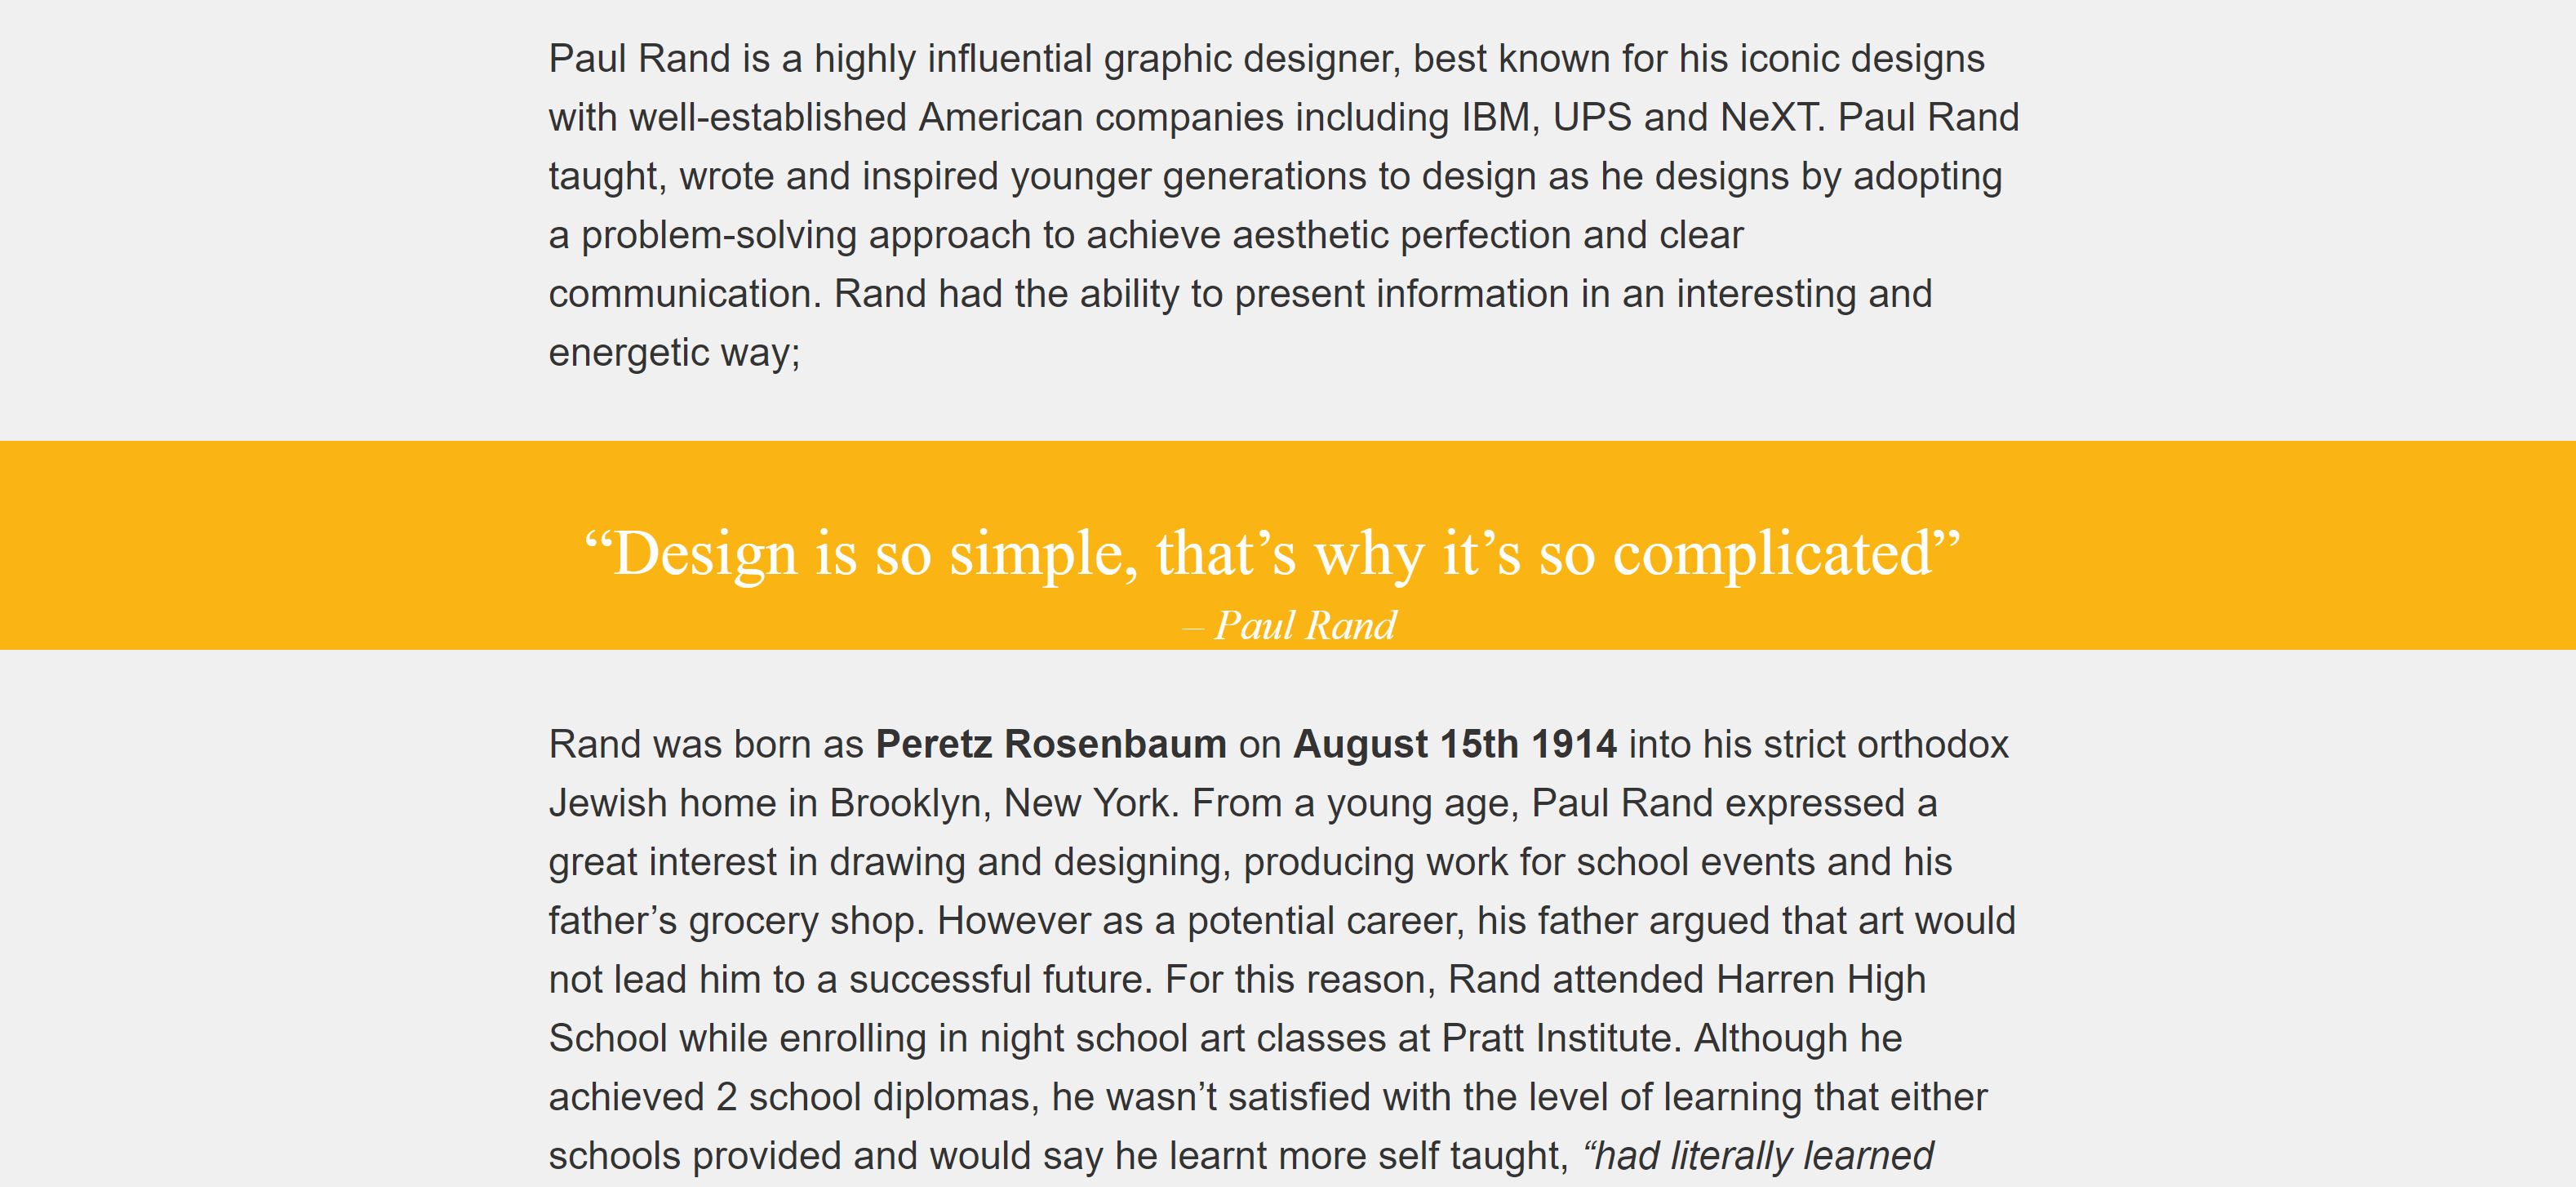 Paul Rand is a highly influential graphic designer, best known for his iconic designs
with well-established American companies including IBM, UPS and NeXT. Paul Rand
taught, wrote and inspired younger generations to design as he designs by adopting
a problem-solving approach to achieve aesthetic perfection and clear
communication. Rand had the ability to present information in an interesting and
energetic way;
“Design is so simple, that’s why it’s so complicated”
– Paul Rand
Rand was born as Peretz Rosenbaum on August 15th 1914 into his strict orthodox
Jewish home in Brooklyn, New York. From a young age, Paul Rand expressed a
great interest in drawing and designing, producing work for school events and his
father’s grocery shop. However as a potential career, his father argued that art would
not lead him to a successful future. For this reason, Rand attended Harren High
School while enrolling in night school art classes at Pratt Institute. Although he
achieved 2 school diplomas, he wasn’t satisfied with the level of learning that either
schools provided and would say he learnt more self taught, “had literally learned